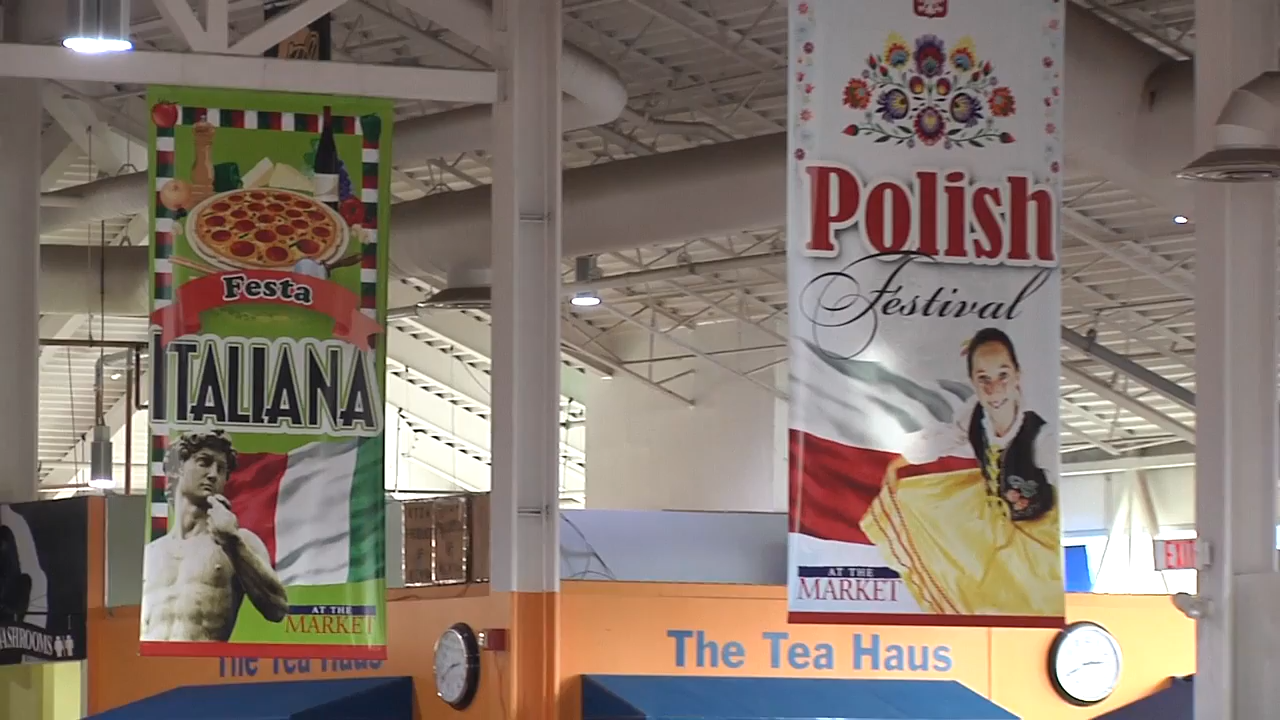 Festa
ITALIANA
AT THE
MARKET
Polish
Festival
AT THE
MARKET
The Tea Haus
The Tea Haus
WASHROOMS
EXIT